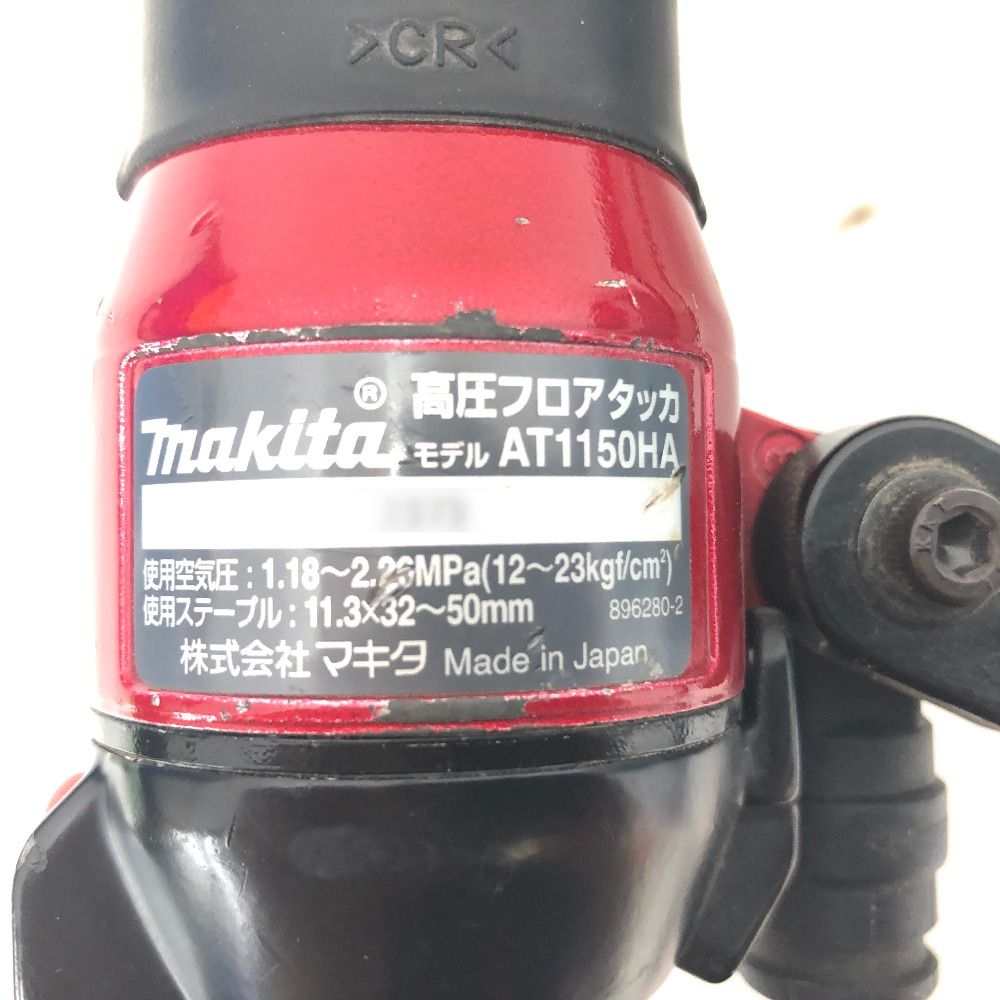 >CR<
makita® 高圧フロアタッカ
モデル AT1150HA
使用空気圧：1.18〜2.26MPa(12〜23kgf/cm²)
使用ステープル：11.3×32〜50mm 896280-2
株式会社 マキタ Made in Japan